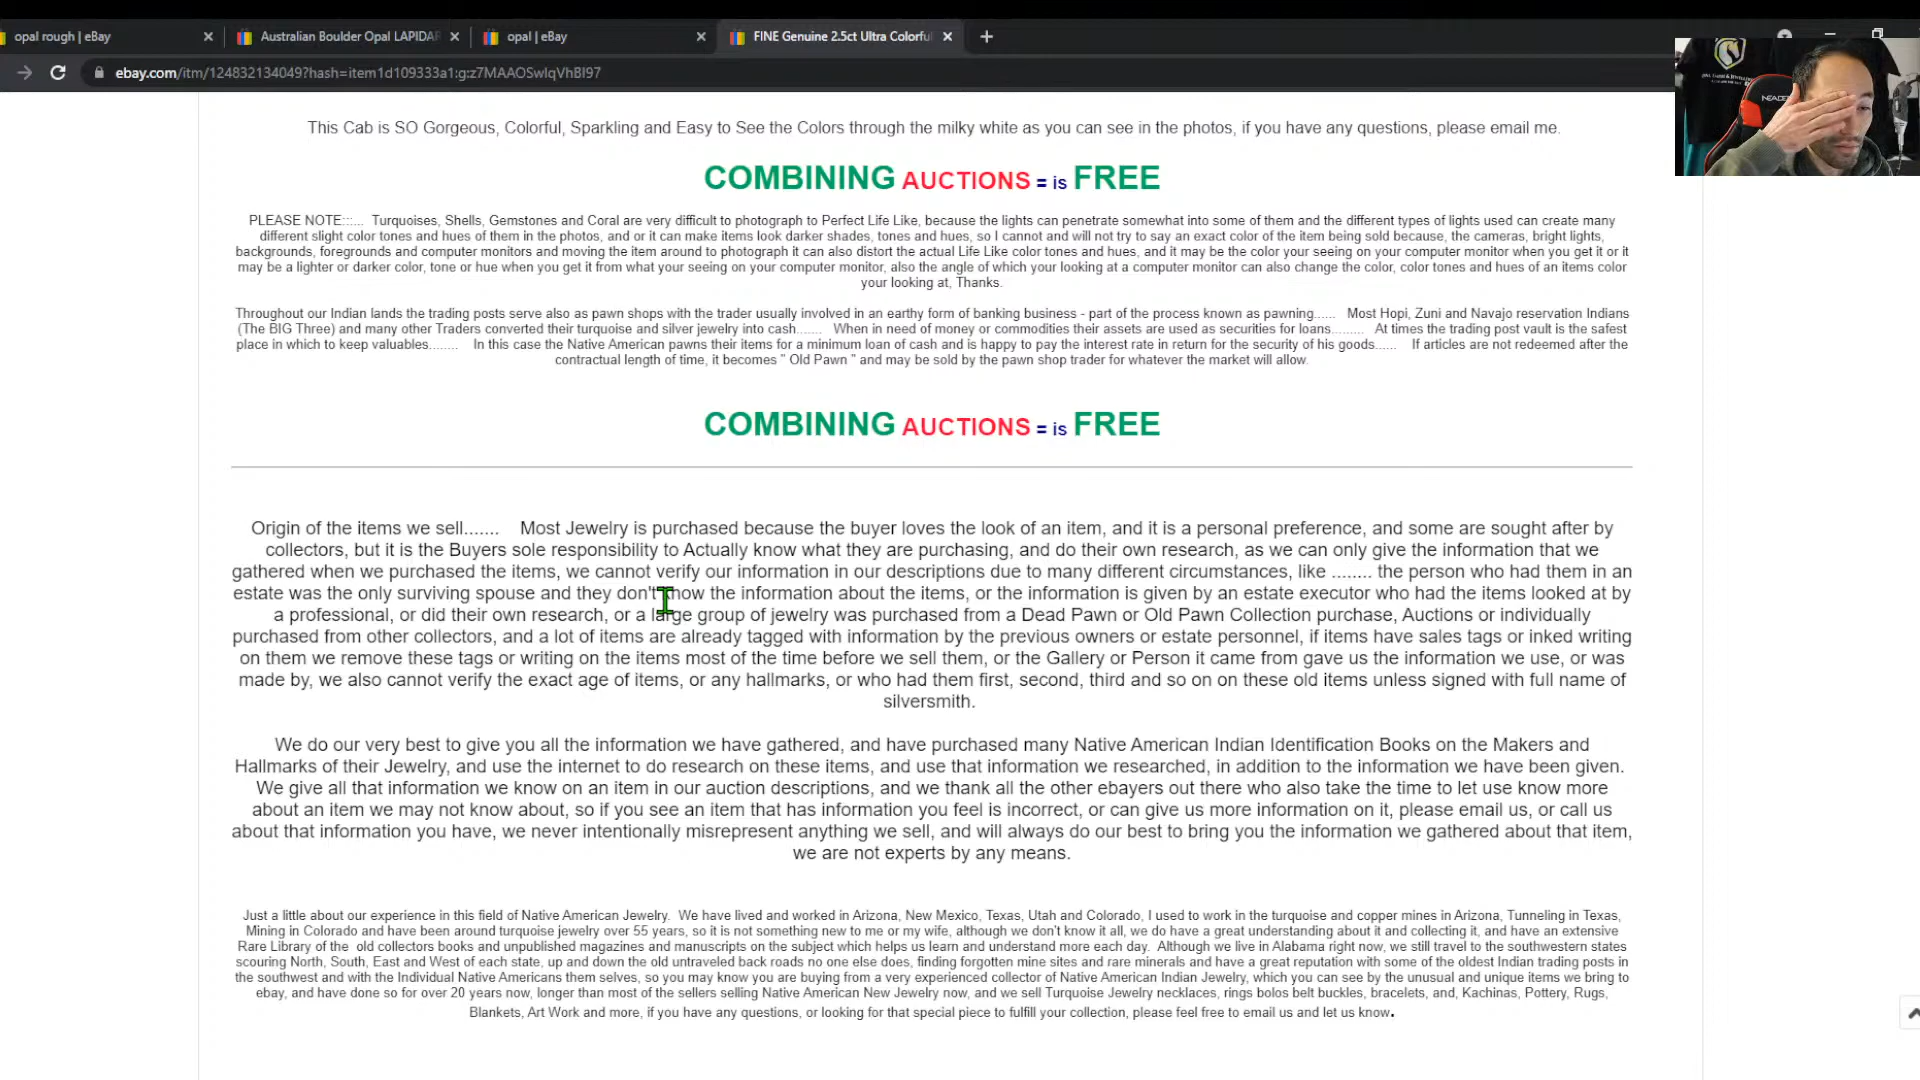 opal rough | eBay
Australian Boulder Opal LAPIDAR
opal | eBay
FINE Genuine 2.5ct Ultra Colorful
ebay.com/itm/124832134049?hash=item1d109333a1:g:z7MAAOSwIqVhBI97
This Cab is SO Gorgeous, Colorful, Sparkling and Easy to See the Colors through the milky white as you can see in the photos, if you have any questions, please email me.
COMBINING AUCTIONS = is FREE
PLEASE NOTE:::... Turquoises, Shells, Gemstones and Coral are very difficult to photograph to Perfect Life Like, because the lights can penetrate somewhat into some of them and the different types of lights used can create many
different slight color tones and hues of them in the photos, and or it can make items look darker shades, tones and hues, so I cannot and will not try to say an exact color of the item being sold because, the cameras, bright lights,
backgrounds, foregrounds and computer monitors and moving the item around to photograph it can also distort the actual Life Like color tones and hues, and it may be the color your seeing on your computer monitor when you get it or it
may be a lighter or darker color, tone or hue when you get it from what your seeing on your computer monitor, also the angle of which your looking at a computer monitor can also change the color, color tones and hues of an items color
your looking at, Thanks.
Throughout our Indian lands the trading posts serve also as pawn shops with the trader usually involved in an earthy form of banking business - part of the process known as pawning...... Most Hopi, Zuni and Navajo reservation Indians
(The BIG Three) and many other Traders converted their turquoise and silver jewelry into cash....... When in need of money or commodities their assets are used as securities for loans......... At times the trading post vault is the safest
place in which to keep valuables........ In this case the Native American pawns their items for a minimum loan of cash and is happy to pay the interest rate in return for the security of his goods...... If articles are not redeemed after the
contractual length of time, it becomes " Old Pawn " and may be sold by the pawn shop trader for whatever the market will allow.
COMBINING AUCTIONS = is FREE
Origin of the items we sell....... Most Jewelry is purchased because the buyer loves the look of an item, and it is a personal preference, and some are sought after by
collectors, but it is the Buyers sole responsibility to Actually know what they are purchasing, and do their own research, as we can only give the information that we
gathered when we purchased the items, we cannot verify our information in our descriptions due to many different circumstances, like ........ the person who had them in an
estate was the only surviving spouse and they don't know the information about the items, or the information is given by an estate executor who had the items looked at by
a professional, or did their own research, or a large group of jewelry was purchased from a Dead Pawn or Old Pawn Collection purchase, Auctions or individually
purchased from other collectors, and a lot of items are already tagged with information by the previous owners or estate personnel, if items have sales tags or inked writing
on them we remove these tags or writing on the items most of the time before we sell them, or the Gallery or Person it came from gave us the information we use, or was
made by, we also cannot verify the exact age of items, or any hallmarks, or who had them first, second, third and so on on these old items unless signed with full name of
silversmith.
We do our very best to give you all the information we have gathered, and have purchased many Native American Indian Identification Books on the Makers and
Hallmarks of their Jewelry, and use the internet to do research on these items, and use that information we researched, in addition to the information we have been given.
We give all that information we know on an item in our auction descriptions, and we thank all the other ebayers out there who also take the time to let use know more
about an item we may not know about, so if you see an item that has information you feel is incorrect, or can give us more information on it, please email us, or call us
about that information you have, we never intentionally misrepresent anything we sell, and will always do our best to bring you the information we gathered about that item,
we are not experts by any means.
Just a little about our experience in this field of Native American Jewelry. We have lived and worked in Arizona, New Mexico, Texas, Utah and Colorado, I used to work in the turquoise and copper mines in Arizona, Tunneling in Texas,
Mining in Colorado and have been around turquoise jewelry over 55 years, so it is not something new to me or my wife, although we don't know it all, we do have a great understanding about it and collecting it, and have an extensive
Rare Library of the old collectors books and unpublished magazines and manuscripts on the subject which helps us learn and understand more each day. Although we live in Alabama right now, we still travel to the southwestern states
scouring North, South, East and West of each state, up and down the old untraveled back roads no one else does, finding forgotten mine sites and rare minerals and have a great reputation with some of the oldest Indian trading posts in
the southwest and with the Individual Native Americans them selves, so you may know you are buying from a very experienced collector of Native American Indian Jewelry, which you can see by the unusual and unique items we bring to
ebay, and have done so for over 20 years now, longer than most of the sellers selling Native American New Jewelry now, and we sell Turquoise Jewelry necklaces, rings bolos belt buckles, bracelets, and, Kachinas, Pottery, Rugs,
Blankets, Art Work and more, if you have any questions, or looking for that special piece to fulfill your collection, please feel free to email us and let us know.